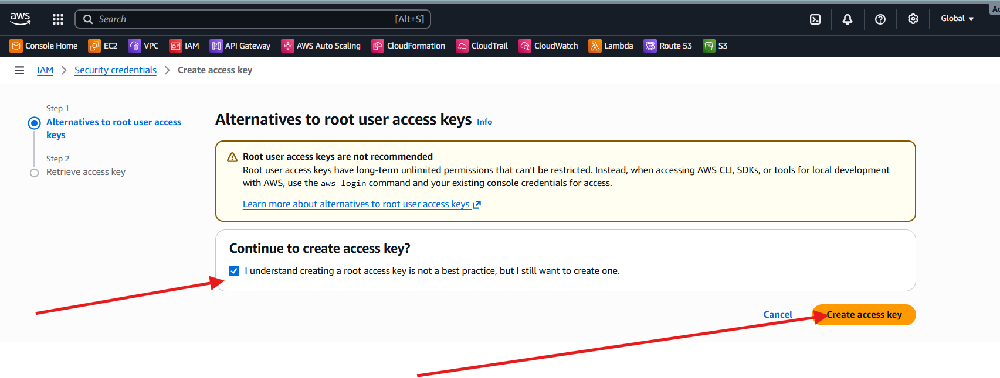 aws
Search [Alt+S]
Global
Console Home EC2 VPC IAM API Gateway AWS Auto Scaling CloudFormation CloudTrail CloudWatch Lambda Route 53 S3
IAM > Security credentials > Create access key
Step 1
Alternatives to root user access
keys
Step 2
Retrieve access key
Alternatives to root user access keys Info
Root user access keys are not recommended
Root user access keys have long-term unlimited permissions that can't be restricted. Instead, when accessing AWS CLI, SDKs, or tools for local development
with AWS, use the aws login command and your existing console credentials for access.
Learn more about alternatives to root user access keys
Continue to create access key?
I understand creating a root access key is not a best practice, but I still want to create one.
Cancel Create access key